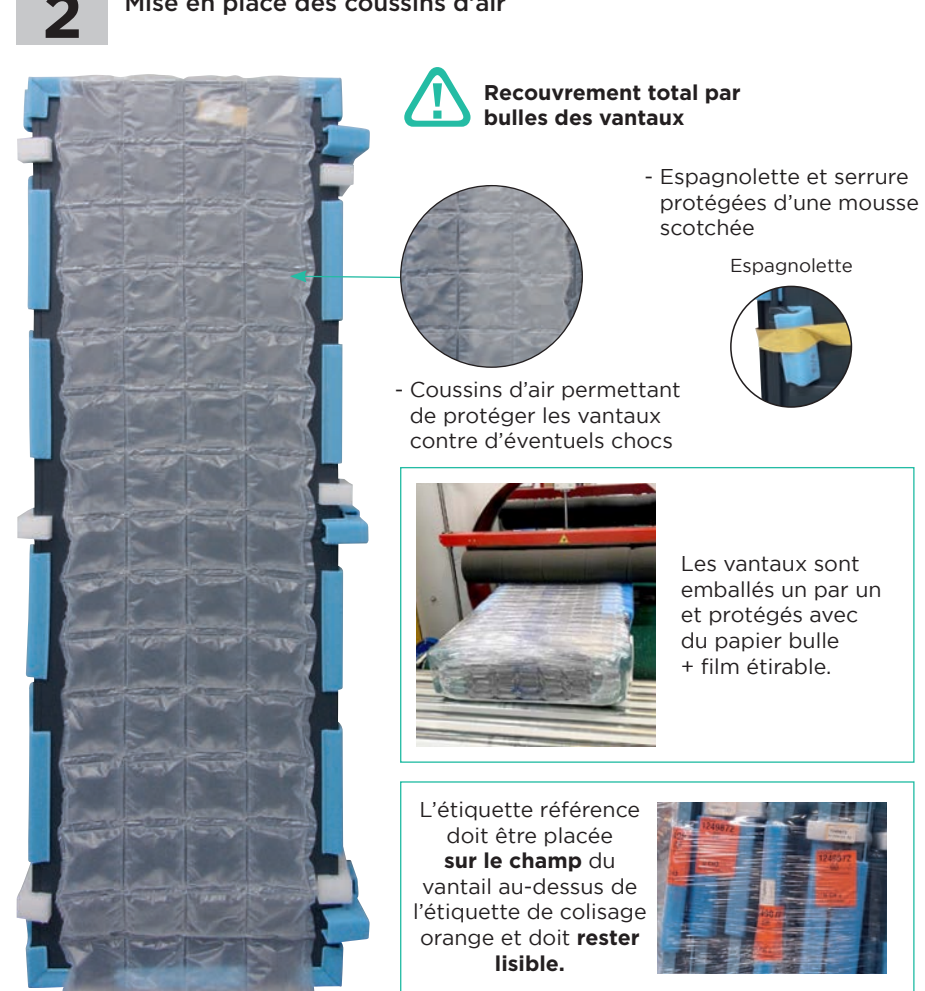 2
Mise en place des coussins d'air
Recouvrement total par
bulles des vantaux
- Espagnolette et serrure
protégées d'une mousse
scotchée
Espagnolette
- Coussins d'air permettant
de protéger les vantaux
contre d'éventuels chocs
Les vantaux sont
emballés un par un
et protégés avec
du papier bulle
+ film étirable.
L'étiquette référence
doit être placée
sur le champ du
vantail au-dessus de
l'étiquette de colisage
orange et doit rester
lisible.
1249872